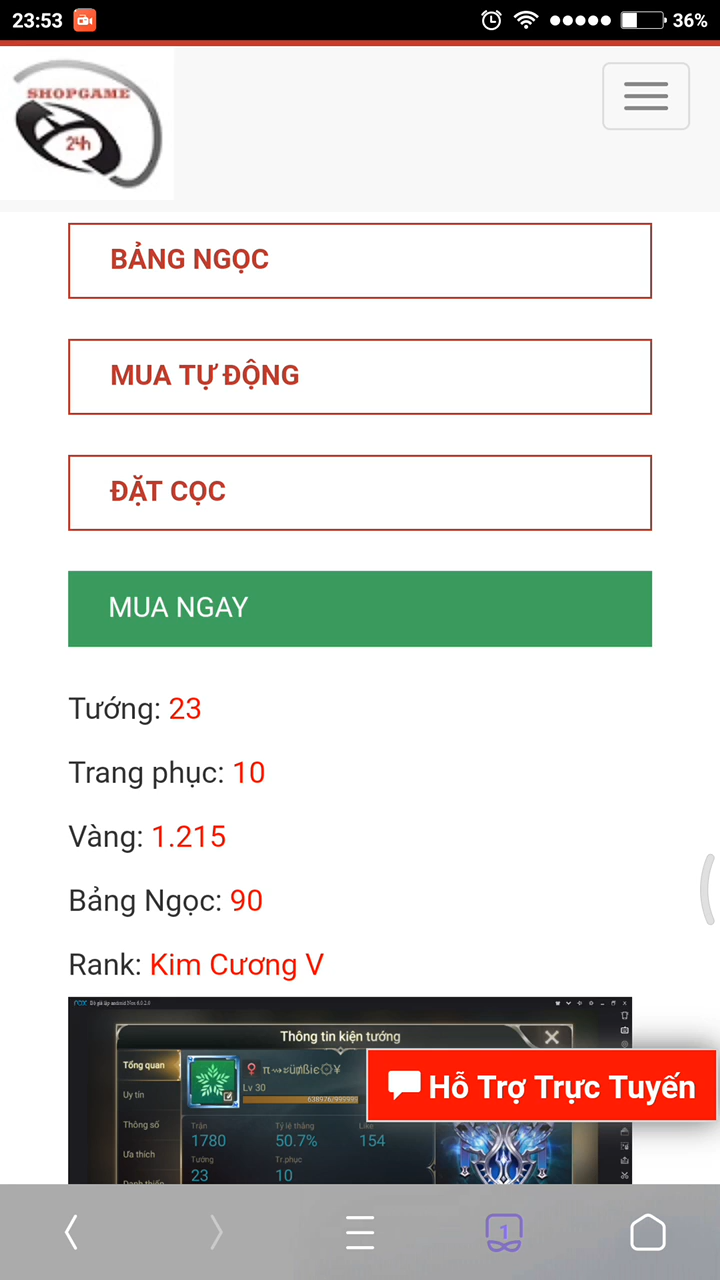 23:53
36%
SHOPGAME
24h
BẢNG NGỌC
MUA TỰ ĐỘNG
ĐẶT CỌC
MUA NGAY
Tướng: 23
Trang phục: 10
Vàng: 1.215
Bảng Ngọc: 90
Rank: Kim Cương V
Thông tin kiện tướng
Tổng quan
Lv 30
Uy tín
Hỗ Trợ Trực Tuyến
Thông số
Trận
Tỷ lệ thắng
Like
1780
50.7%
154
Ưa thích
Tướng
Tr.phục
23
10
1